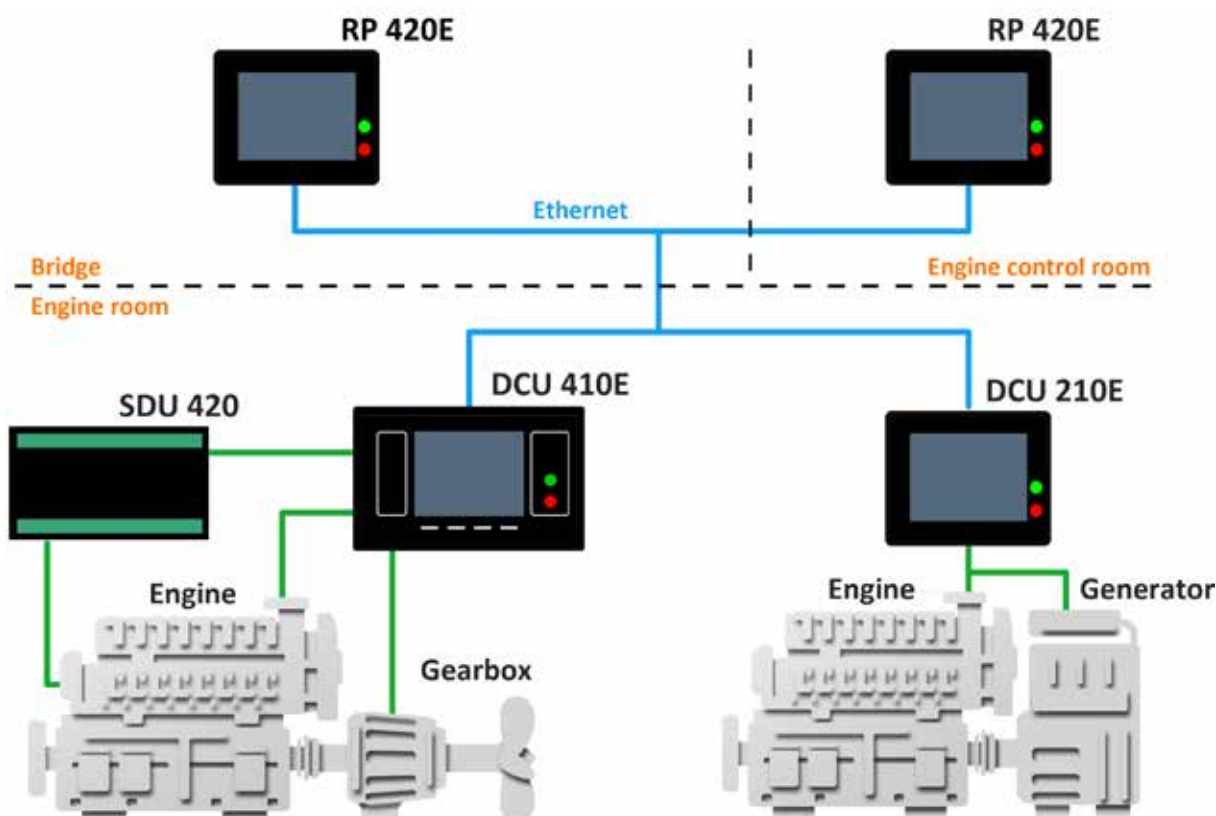 RP 420E
RP 420E
Ethernet
Bridge
Engine control room
Engine room
DCU 410E
DCU 210E
SDU 420
Engine
Engine
Generator
Gearbox